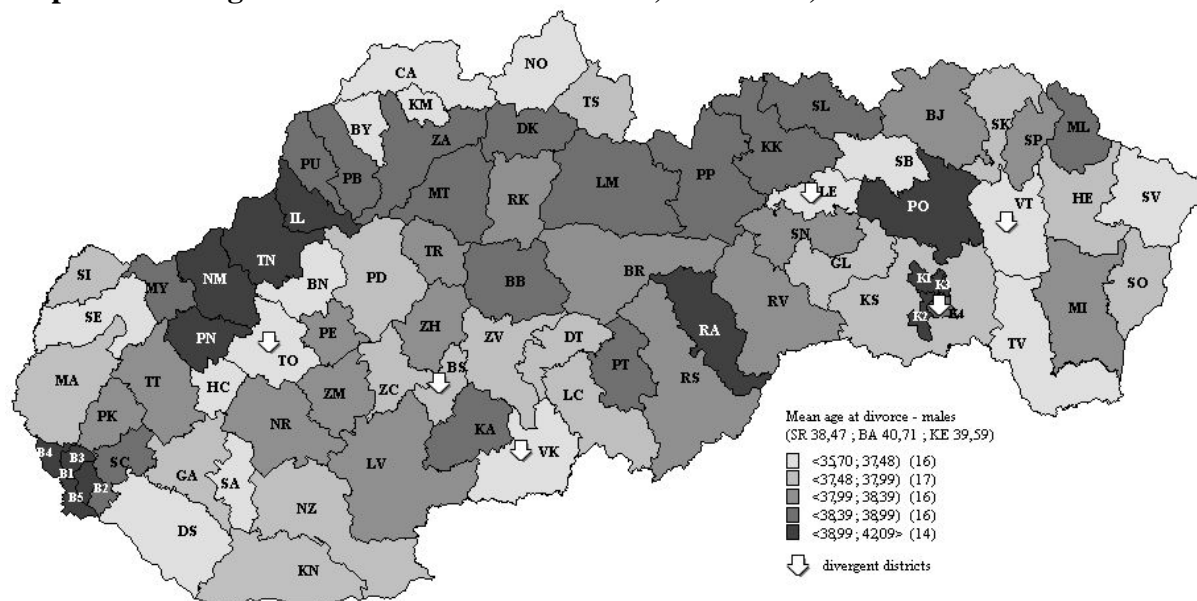 CA
NO
KM
TS
BY
ZA
DK
SL
BJ
SK
SP
ML
PU
PB
KK
MT
RK
LM
PP
SB
LE
PO
VT
HE
SV
IL
TN
NM
BN
PD
TR
BB
BR
SN
GL
RV
KS
K1
K3
K2
K4
MI
SO
SI
MY
SE
PN
TO
PE
ZH
ZV
DT
RA
TV
MA
TT
HC
ZM
ZC
BS
LC
PT
RS
PK
NR
KA
VK
LV
B4
B3
B1
B5
B2
SC
GA
SA
NZ
DS
KN
Mean age at divorce - males
(SR 38,47 ; BA 40,71 ; KE 39,59)
<35,70 ; 37,48) (16)
<37,48 ; 37,99) (17)
<37,99 ; 38,39) (16)
<38,39 ; 38,99) (16)
<38,99 ; 42,09> (14)
divergent districts